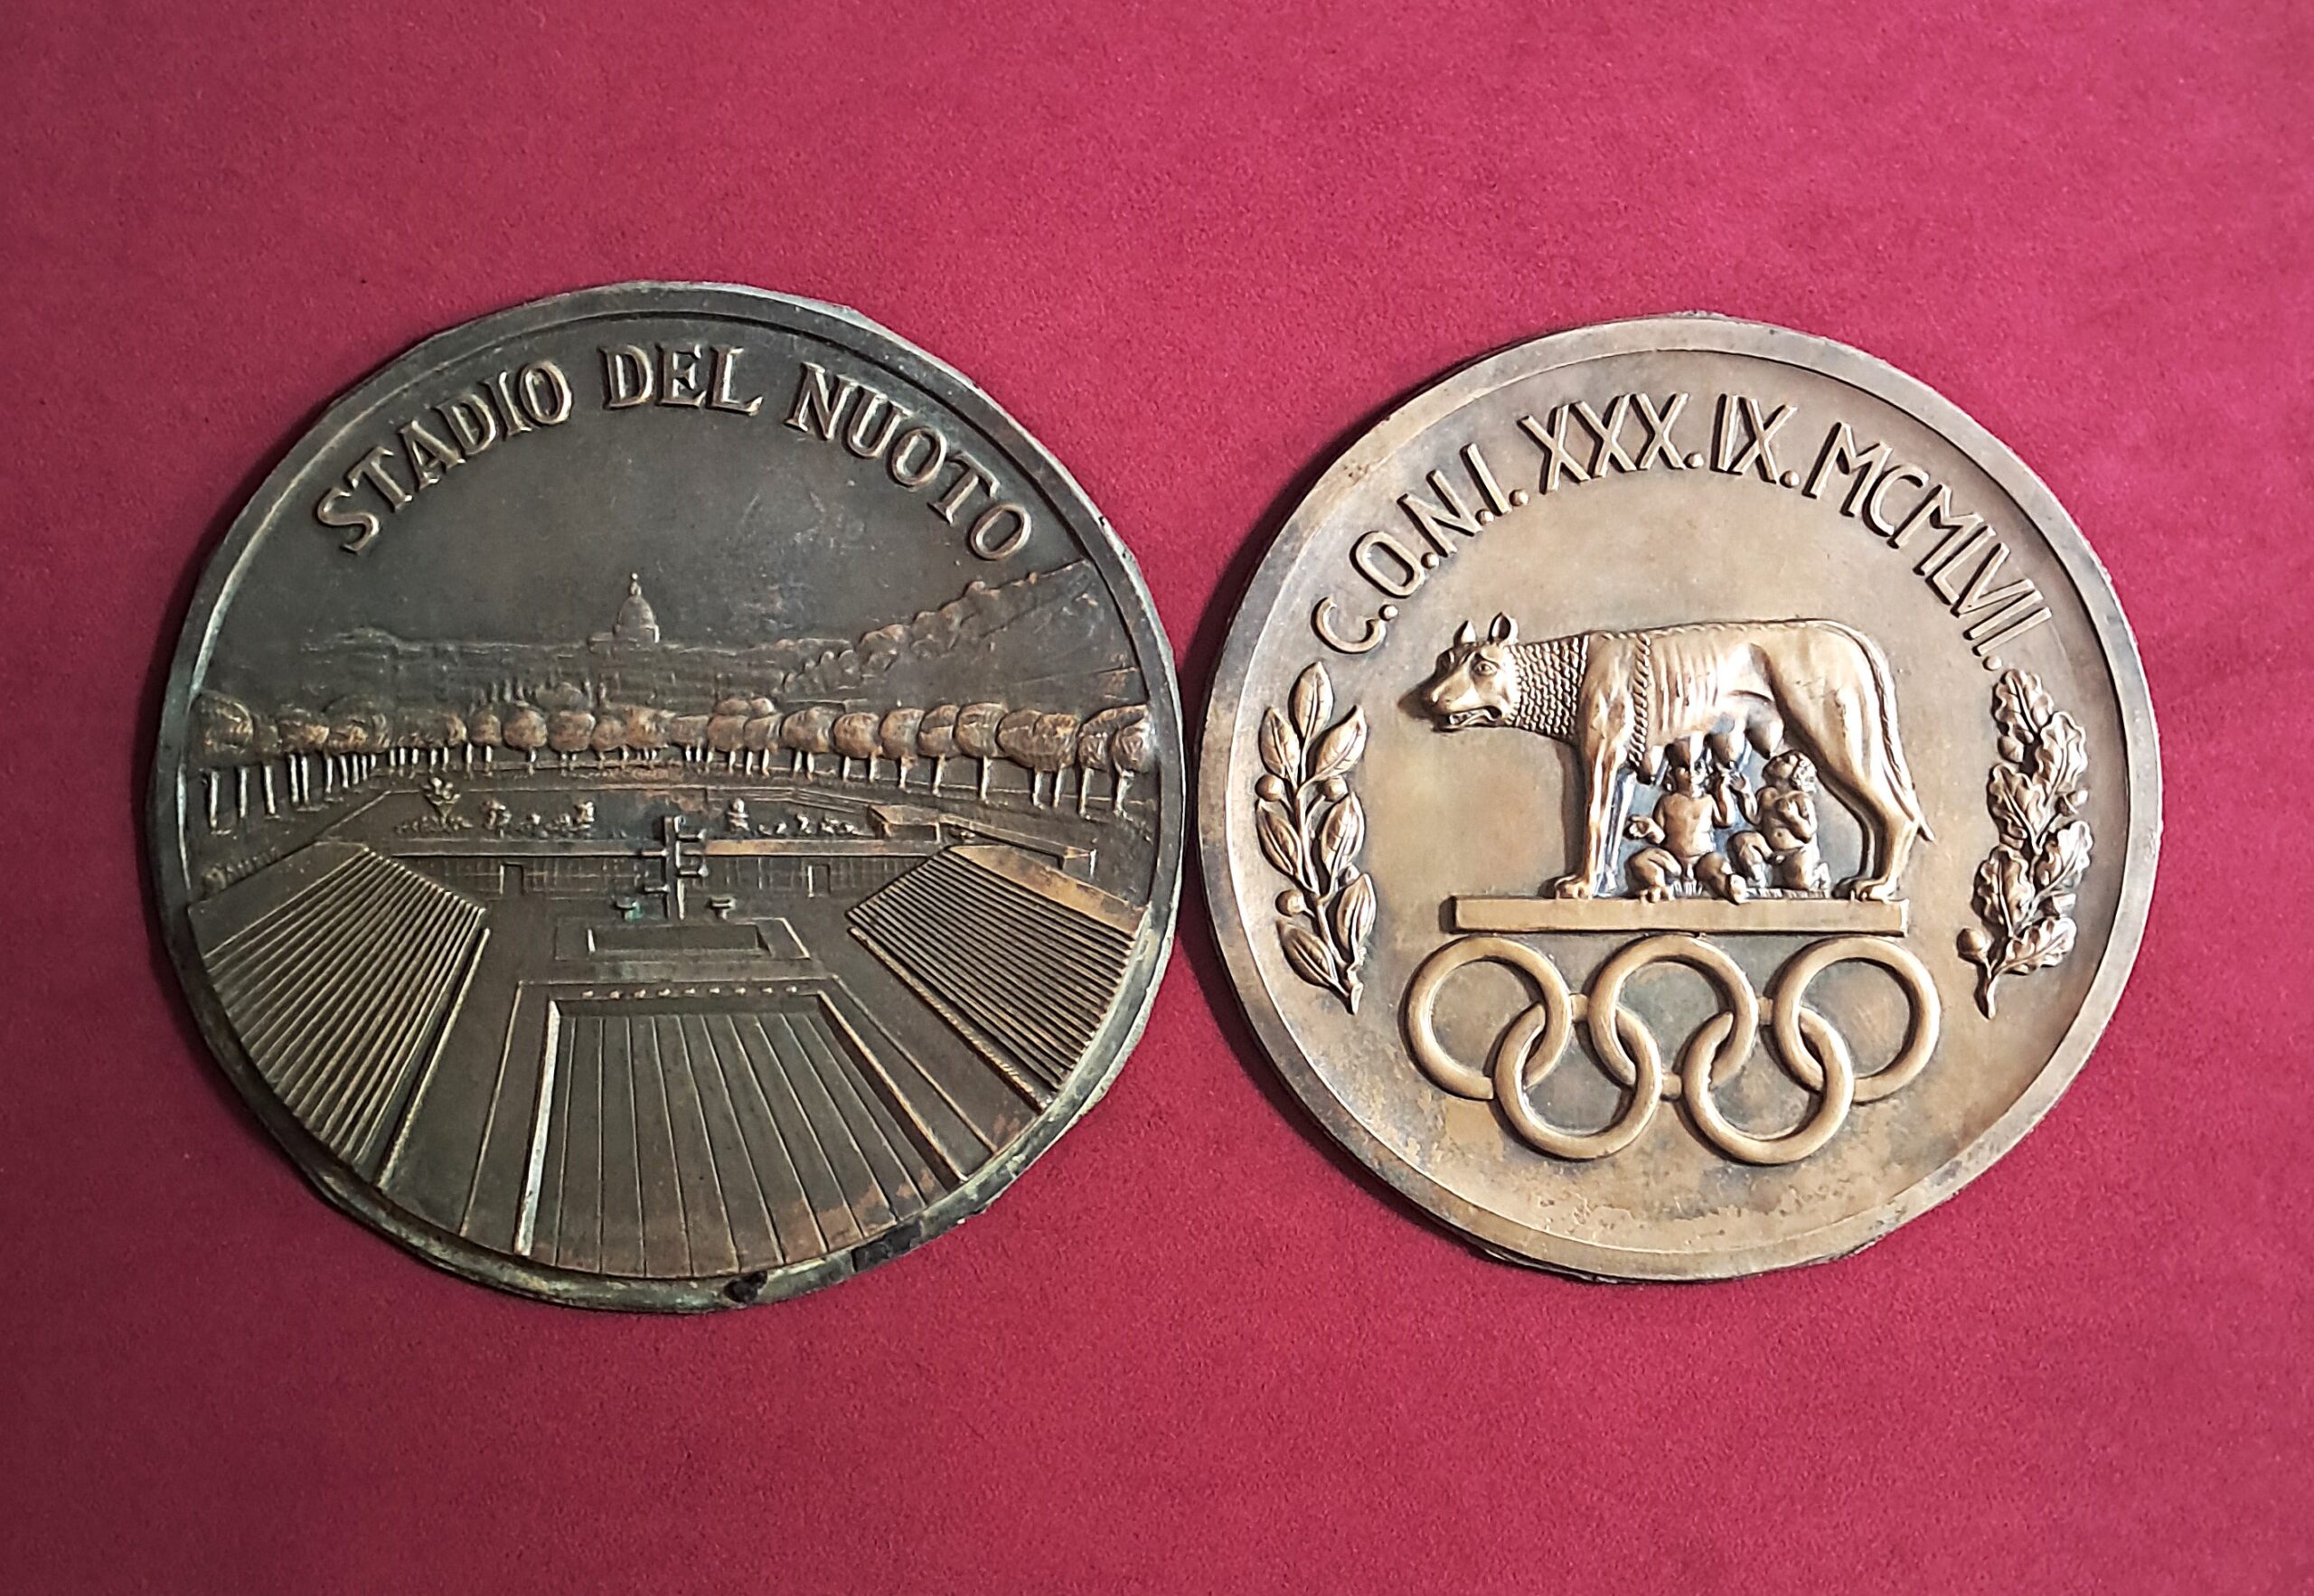 STADIO DEL NUOTO
C.O.N.I. XXX.IX.MCMLVII.